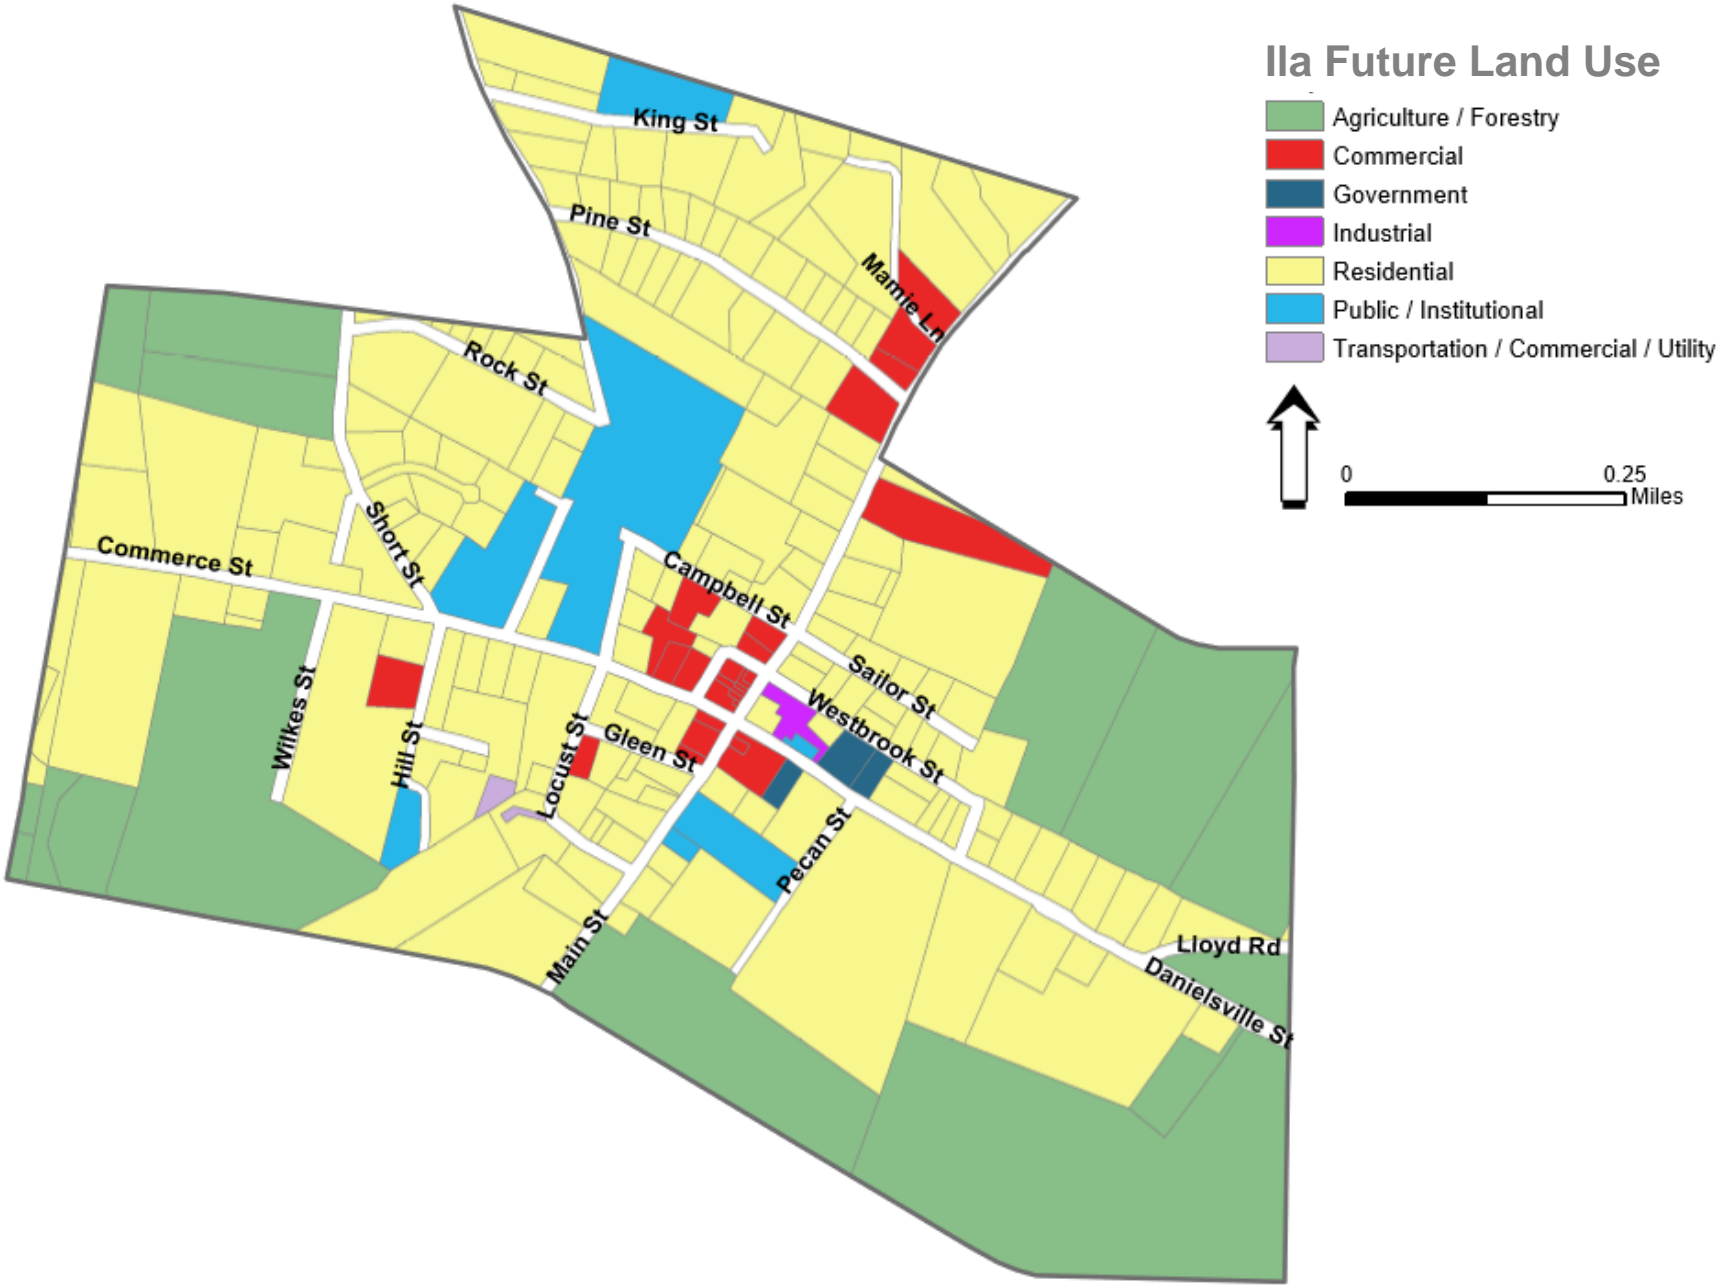 Ila Future Land Use
Agriculture / Forestry
Commercial
Government
Industrial
Residential
Public / Institutional
Transportation / Commercial / Utility
0 0.25
Miles
King St
Pine St
Mamie Ln
Rock St
Short St
Commerce St
Campbell St
Sailor St
Westbrook St
Wilkes St
Hill St
Locust St
Gleen St
Pecan St
Main St
Lloyd Rd
Danielsville St